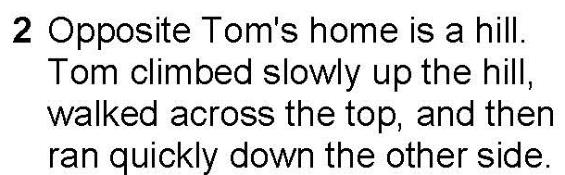 2 Opposite Tom's home is a hill.
Tom climbed slowly up the hill,
walked across the top, and then
ran quickly down the other side.